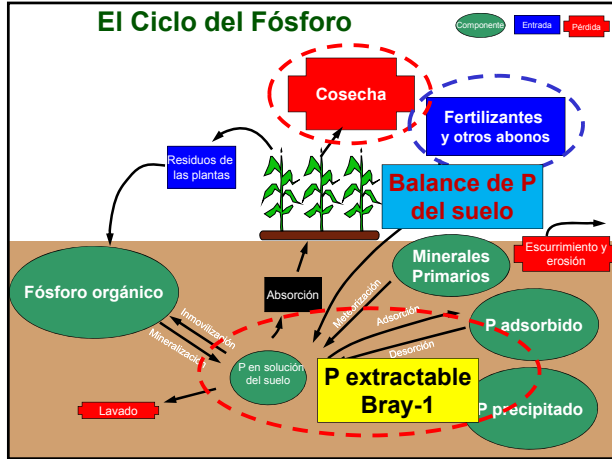 El Ciclo del Fósforo
Componente
Entrada
Pérdida
Cosecha
Fertilizantes
y otros abonos
Residuos de
las plantas
Balance de P
del suelo
Escurrimiento y
erosión
Minerales
Primarios
Fósforo orgánico
Absorción
Meteorización
Inmovilización
Mineralización
Adsorción
Desorción
P adsorbido
P en solución
del suelo
P extractable
Bray-1
P precipitado
Lavado